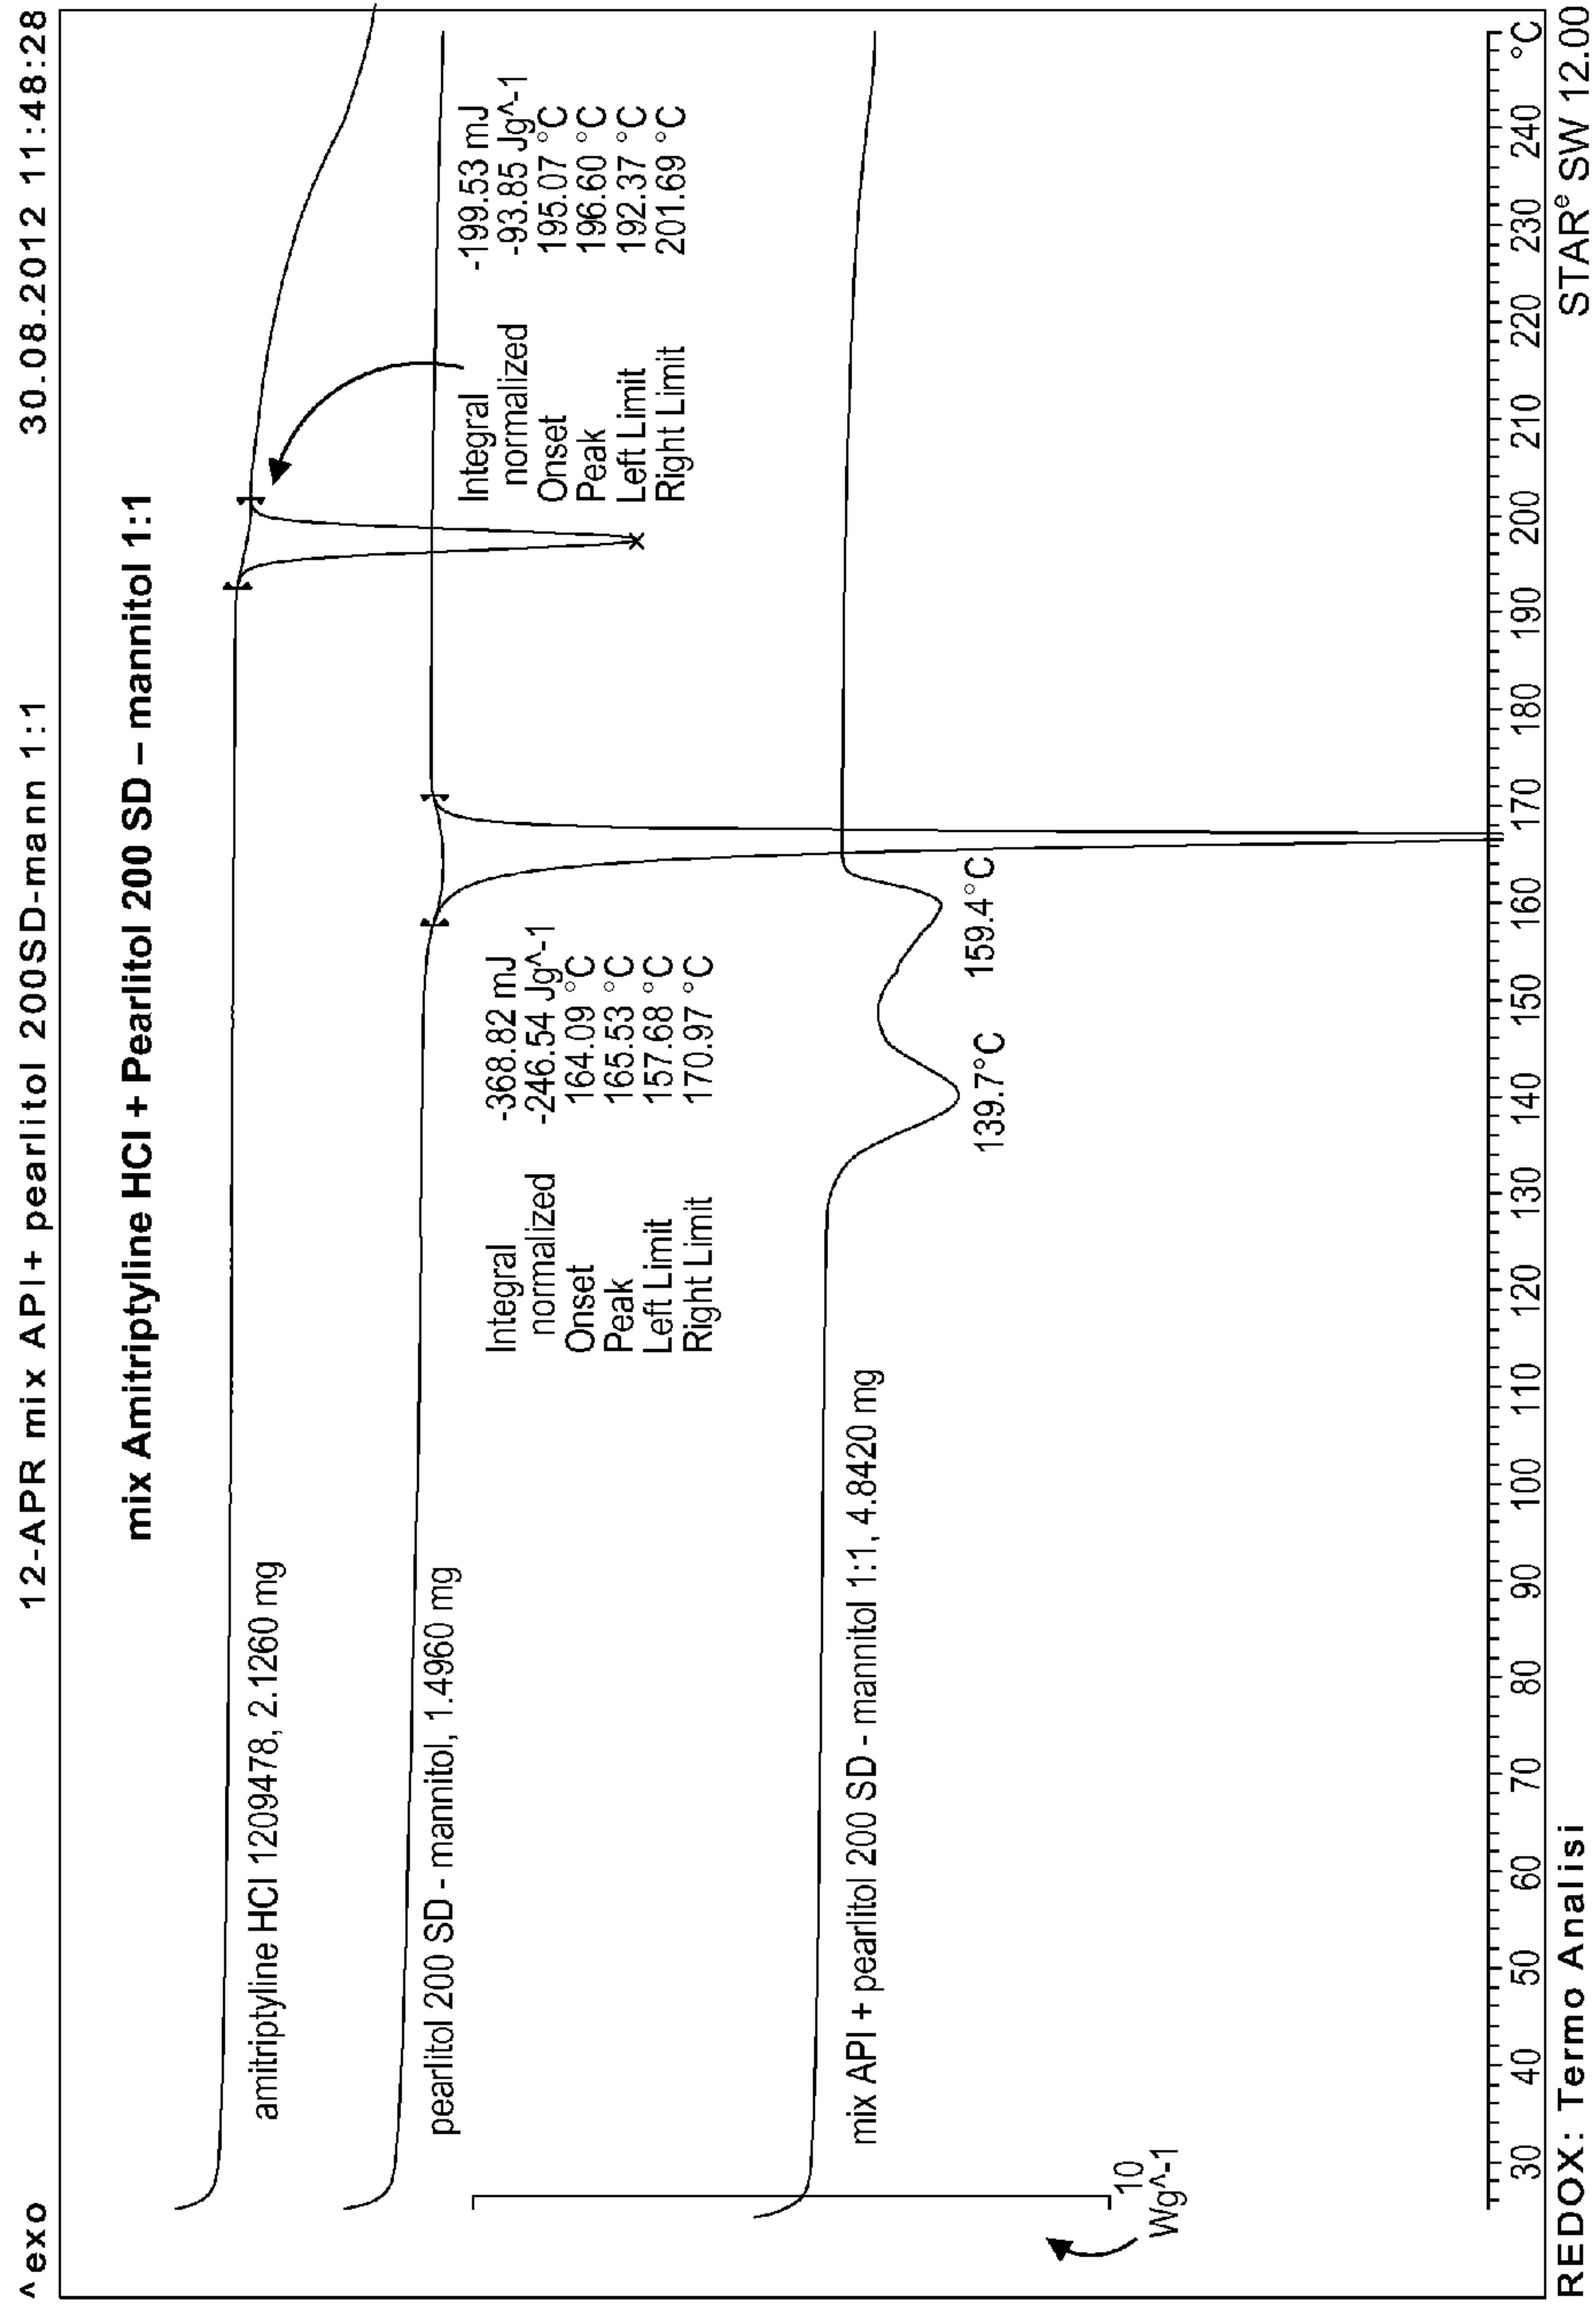 ^exo
12-APR mix API+ pearlitol 200SD-mann 1:1
30.08.2012 11:48:28
mix Amitriptyline HCl + Pearlitol 200 SD – mannitol 1:1
amitriptyline HCl 1209478, 2.1260 mg
Integral -199.53 mJ
normalized -93.85 Jg^-1
Onset 195.07 °C
Peak 196.60 °C
Left Limit 192.37 °C
Right Limit 201.69 °C
pearlitol 200 SD - mannitol, 1.4960 mg
Integral -368.82 mJ
normalized -246.54 Jg^-1
Onset 164.09 °C
Peak 165.53 °C
Left Limit 157.68 °C
Right Limit 170.97 °C
mix API + pearlitol 200 SD - mannitol 1:1, 4.8420 mg
139.7°C
159.4°C
10
Wg^-1
30 40 50 60 70 80 90 100 110 120 130 140 150 160 170 180 190 200 210 220 230 240 °C
REDOX: Termo Analisi
STARe SW 12.00